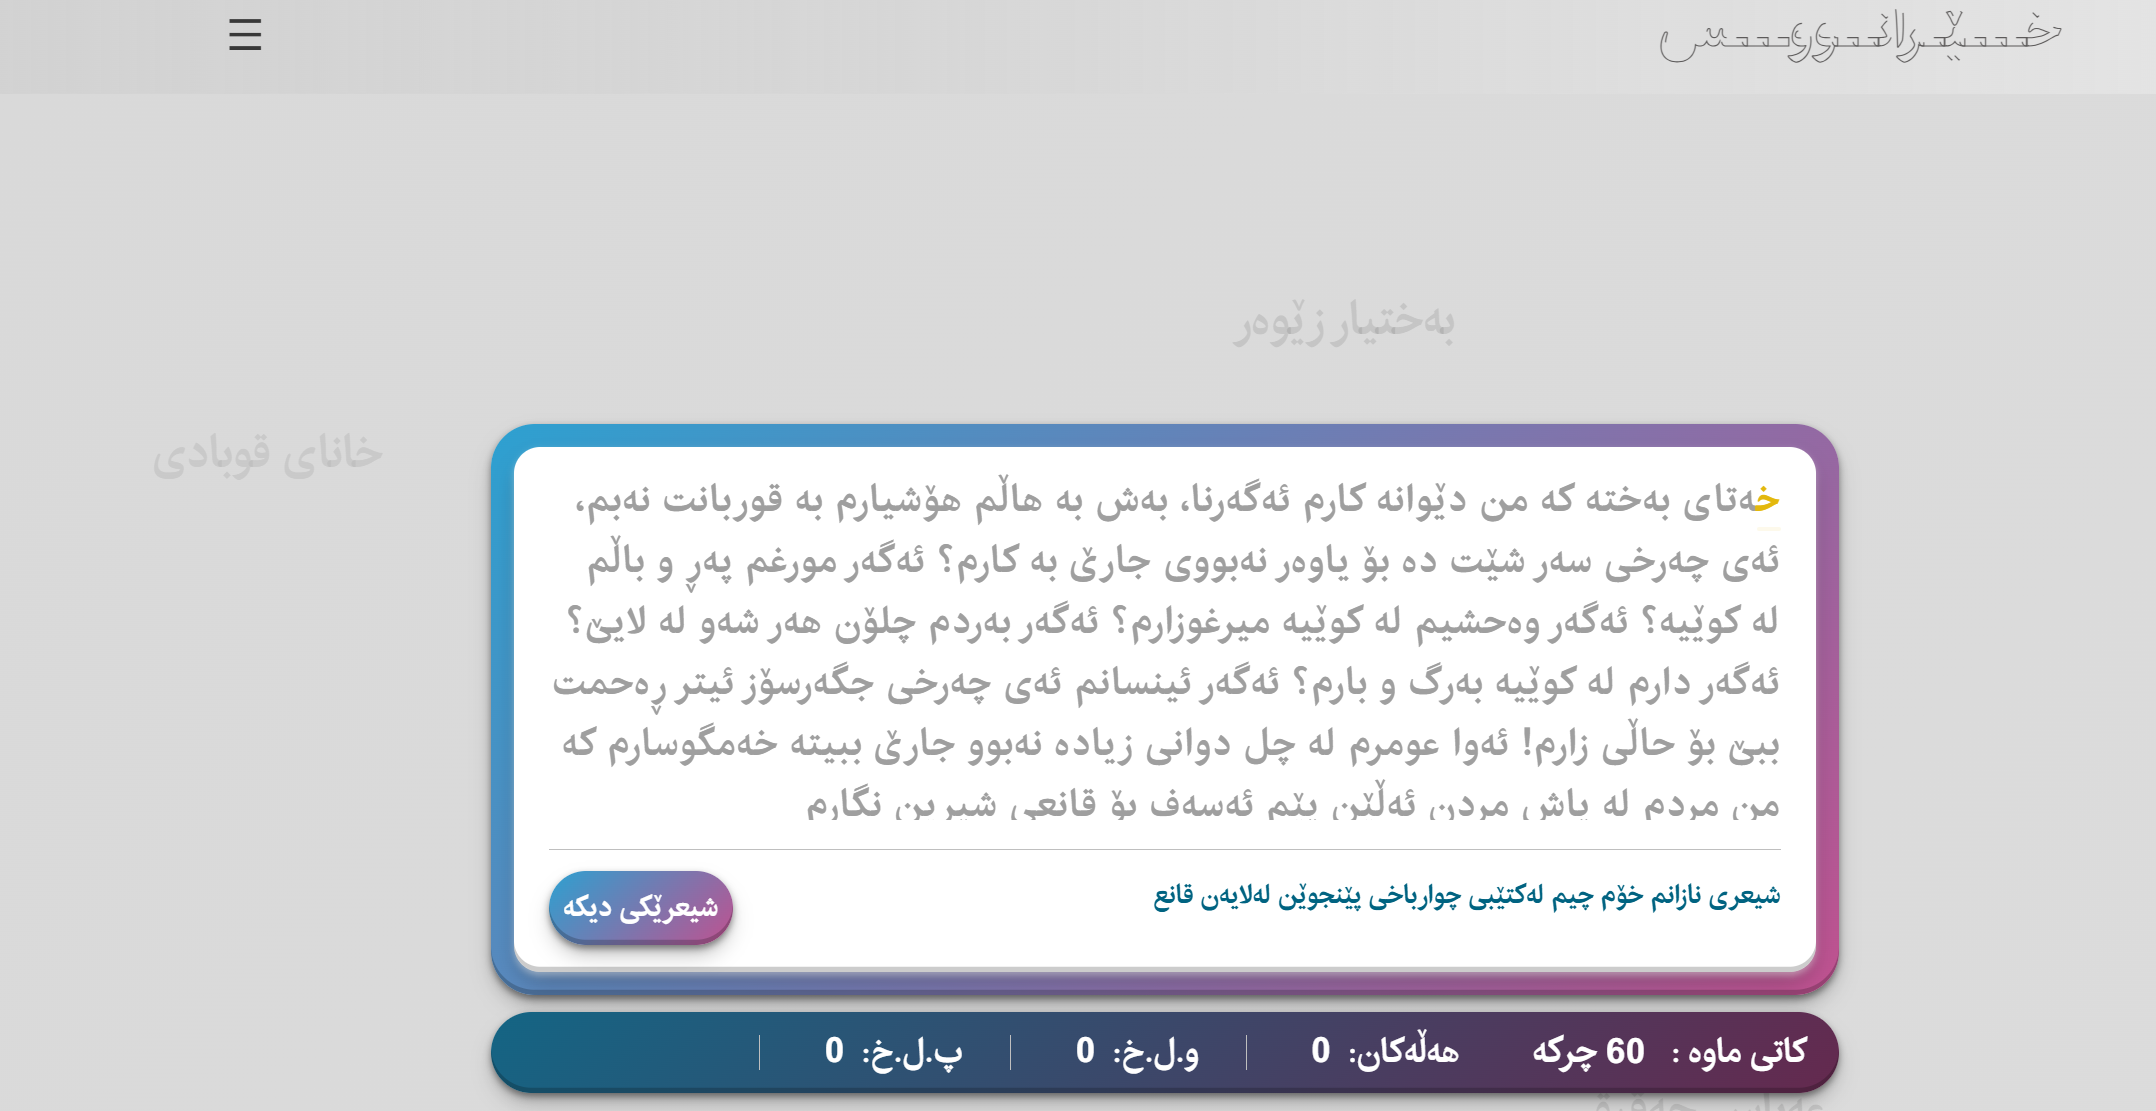 خـــــێـــرانـــــووس
بەختیار زێوەر
خانای قوبادی
خەتای بەختە کە من دێوانە کارم ئەگەرنا، بەش بە هاڵم هۆشیارم بە قوربانت نەبم،
ئەی چەرخی سەر شێت دە بۆ یاوەر نەبووی جارێ بە کارم؟ ئەگەر مورغم پەڕ و باڵم
لە کوێیە؟ ئەگەر وەحشیم لە کوێیە میرغوزارم؟ ئەگەر بەردم چلۆن هەر شەو لە لایێ؟
ئەگەر دارم لە کوێیە بەرگ و بارم؟ ئەگەر ئینسانم ئەی چەرخی جگەرسۆز ئیتر ڕەحمت
ببێ بۆ حاڵی زارم! ئەوا عومرم لە چل دوانی زیادە نەبوو جارێ ببیتە خەمگوسارم کە
من مردم لە پاش مردن ئەڵێن پێم ئەسەف بۆ قانعی شیرین نگارم
شیعری نازانم خۆم چیم لەکتێبی چوارباخی پێنجوێن لەلایەن قانع
شیعرێکی دیکە
کاتی ماوە : 60 چرکە هەڵەکان: 0 و.ل.خ: 0 پ.ل.خ: 0